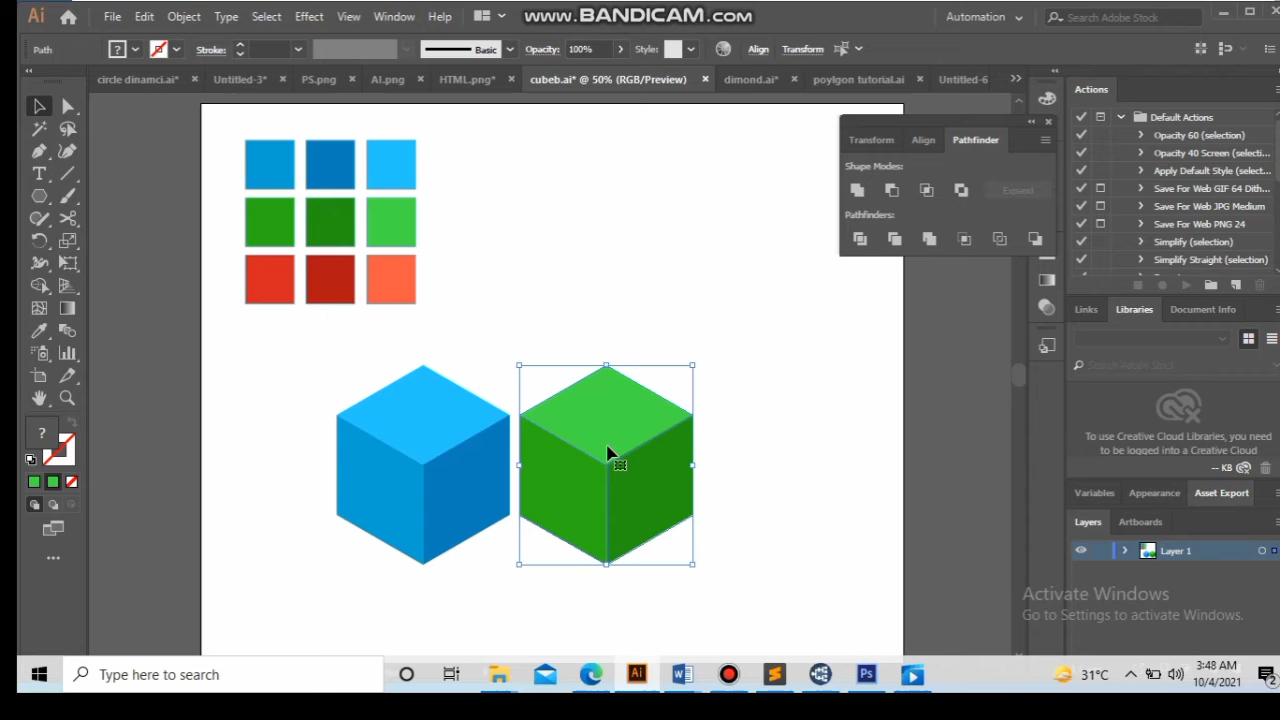 www.BANDICAM.com
Ai File Edit Object Type Select Effect View Window Help Automation Search Adobe Stock
Path ? Stroke: Basic Opacity: 100% Style: Align Transform
circle dinamci.ai* × Untitled-3* × PS.png × AI.png × HTML.png* × cubeb.ai* @ 50% (RGB/Preview) × dimond.ai* × poylgon tutorial.ai × Untitled-6
Actions
Default Actions
Opacity 60 (selection)
Opacity 40 Screen (selecti...
Apply Default Style (select...
Save For Web GIF 64 Dith...
Save For Web JPG Medium
Save For Web PNG 24
Simplify (selection)
Simplify Straight (selection)
Transform Align Pathfinder
Shape Modes:
Expand
Pathfinders:
Links Libraries Document Info
Search Adobe Stock
To use Creative Cloud Libraries, you need
to be logged into a Creative Cloud
-- KB
Variables Appearance Asset Export
Layers Artboards
Layer 1
?
Activate Windows
Go to Settings to activate Windows.
Type here to search
Ai
W
Ps
31°C
3:48 AM
10/4/2021
2